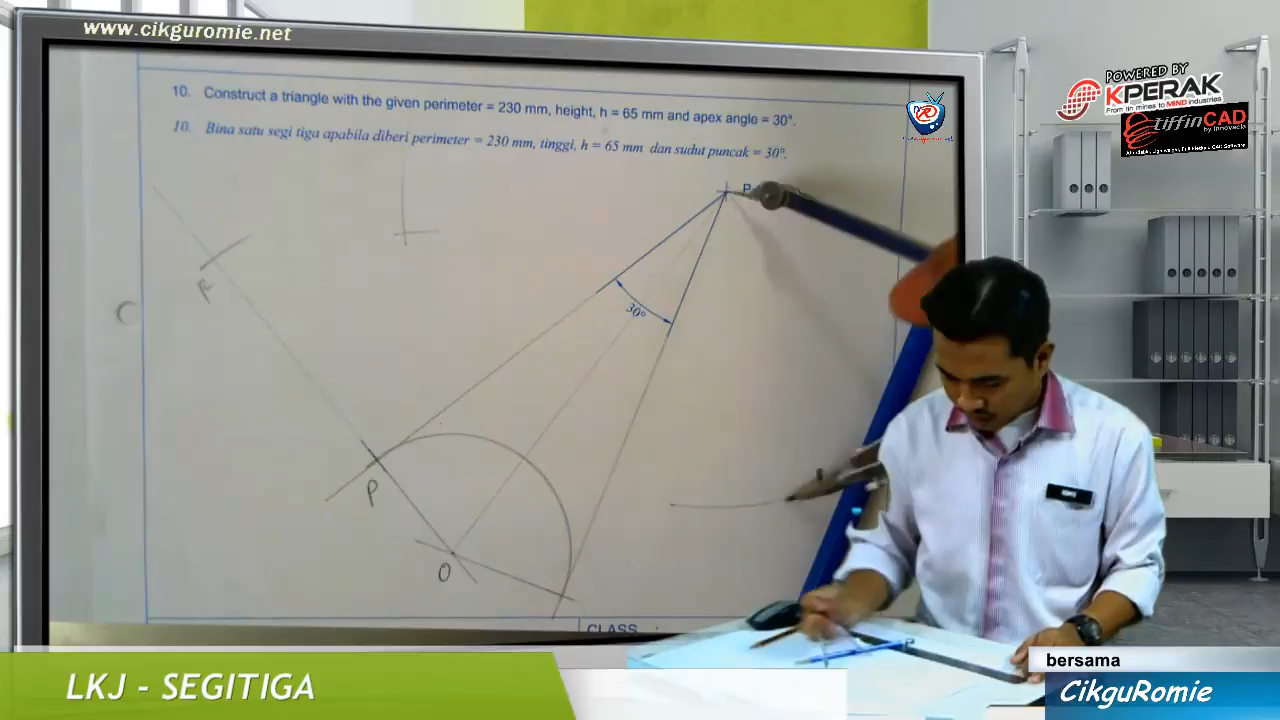 www.cikguromie.net
10. Construct a triangle with the given perimeter = 230 mm, height, h = 65 mm and apex angle = 30°.
10. Bina satu segi tiga apabila diberi perimeter = 230 mm, tinggi, h = 65 mm dan sudut puncak = 30°.
POWERED BY
KPERAK
From tin mines to MIND industries
tiffinCAD
by Innovacia
P
F
30°
P
O
CLASS :
LKJ - SEGITIGA
bersama
CikguRomie